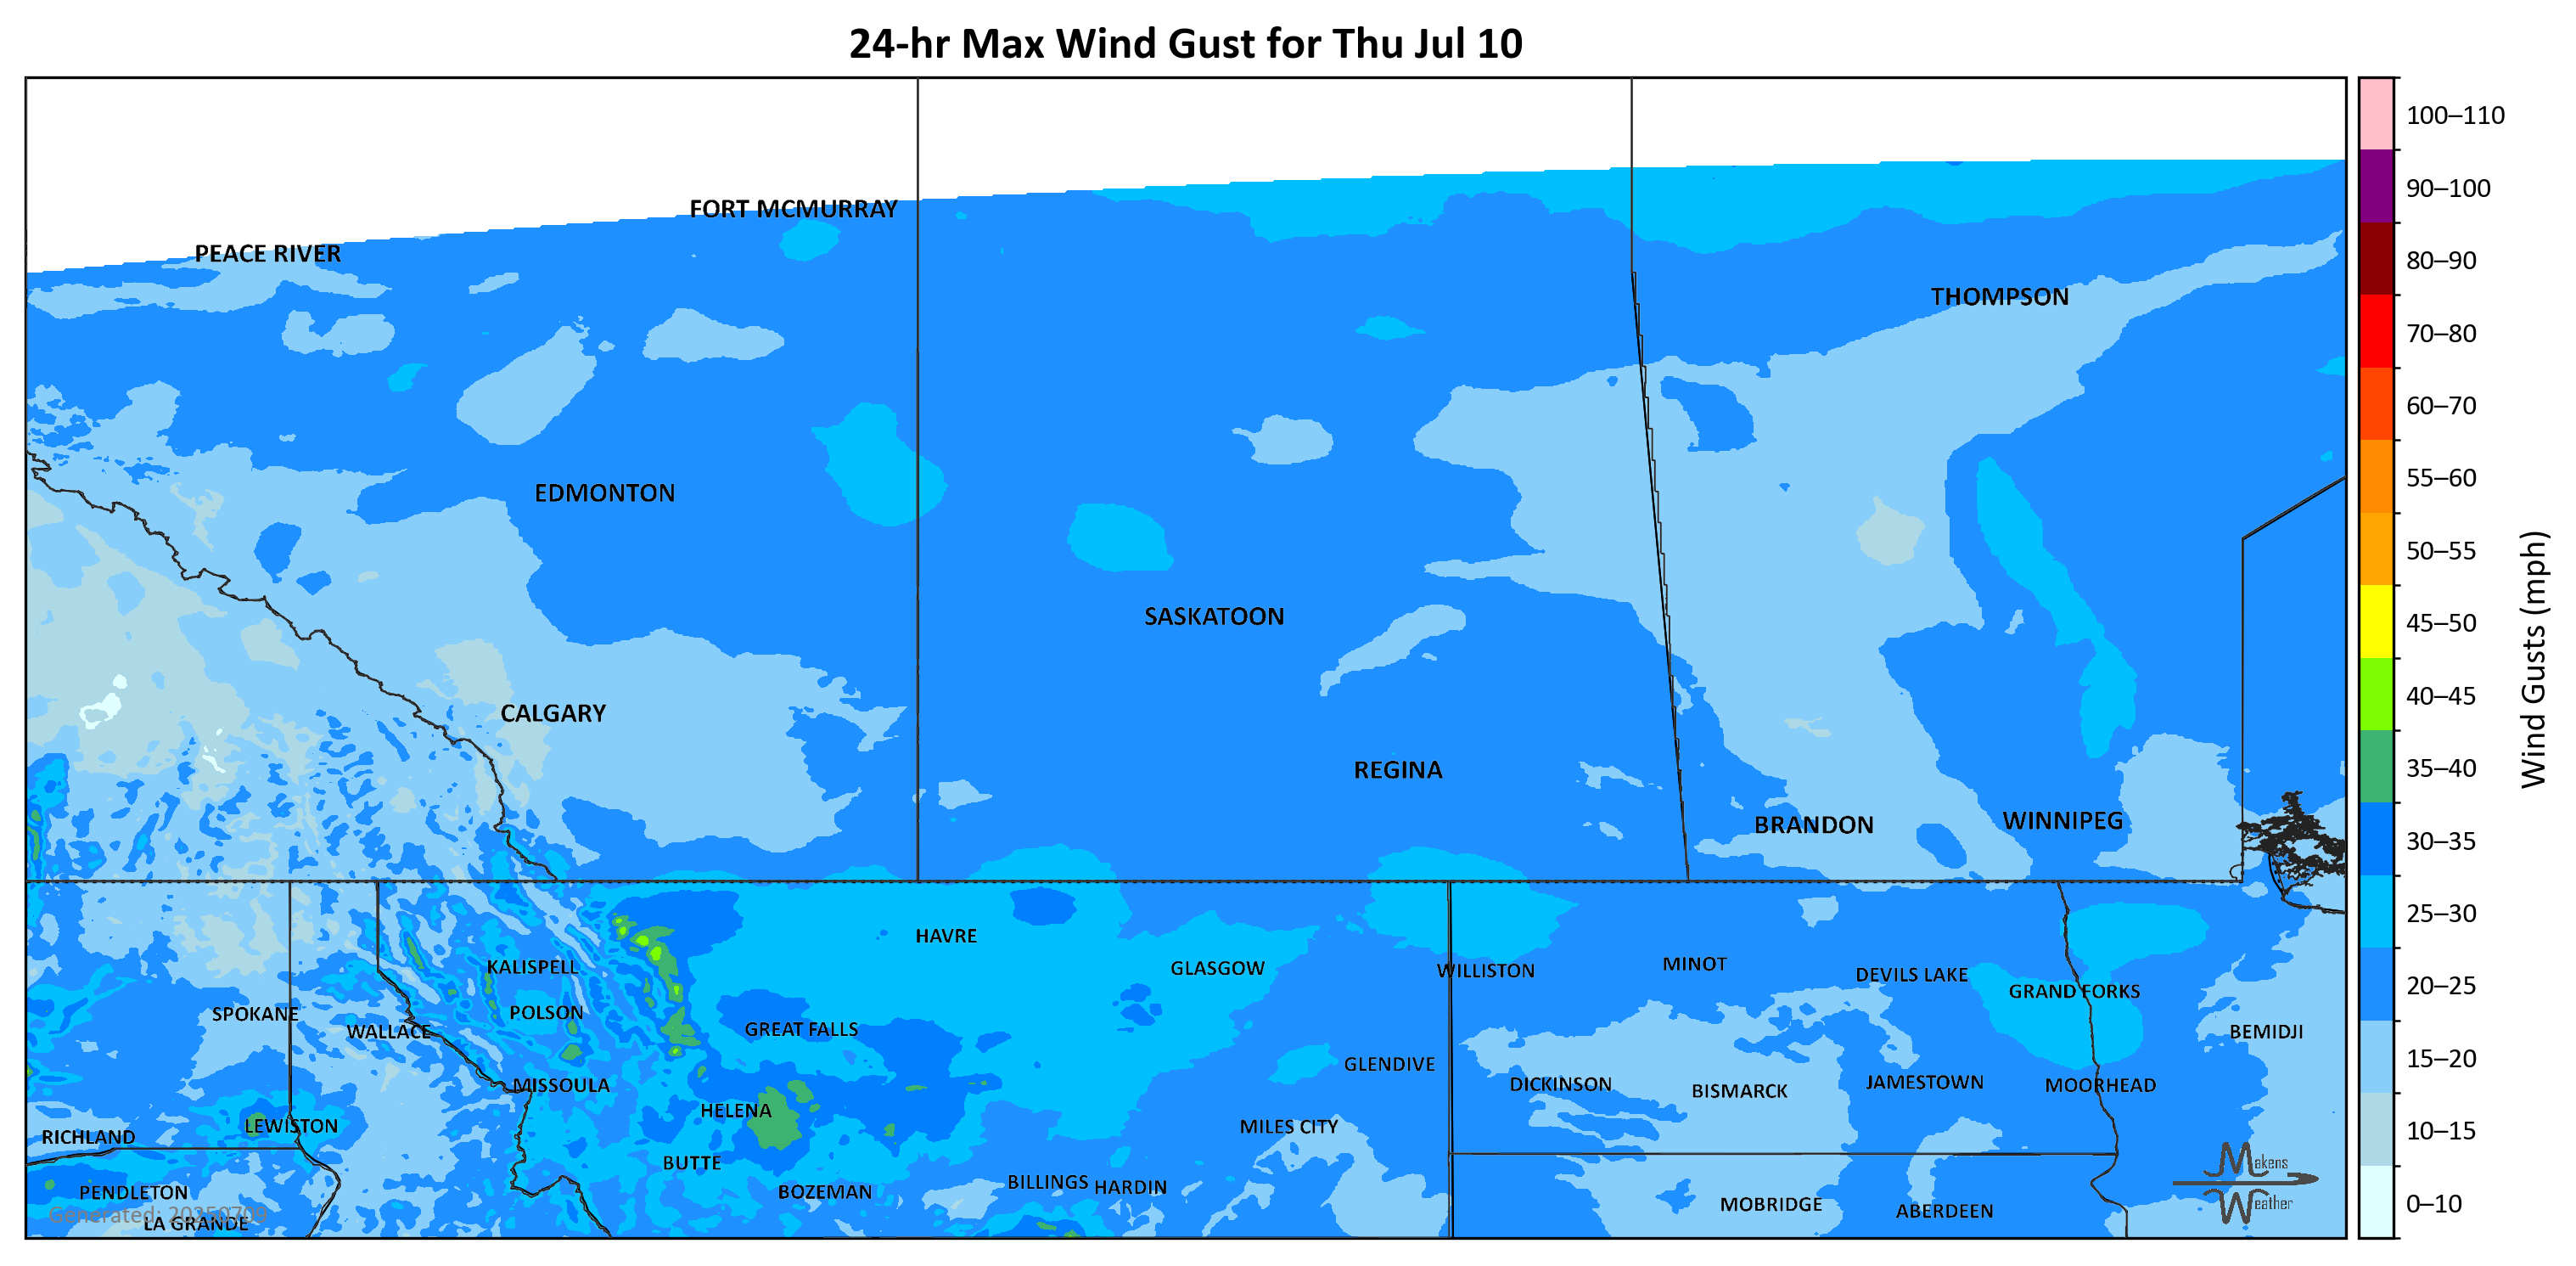 24-hr Max Wind Gust for Thu Jul 10
100–110
90–100
80–90
70–80
60–70
55–60
50–55
45–50
40–45
35–40
30–35
25–30
20–25
15–20
10–15
0–10
Wind Gusts (mph)
FORT MCMURRAY
PEACE RIVER
THOMPSON
EDMONTON
SASKATOON
CALGARY
REGINA
WINNIPEG
BRANDON
HAVRE
MINOT
KALISPELL
GLASGOW
WILLISTON
DEVILS LAKE
GRAND FORKS
POLSON
SPOKANE
GREAT FALLS
WALLACE
BEMIDJI
GLENDIVE
JAMESTOWN
DICKINSON
MISSOULA
MOORHEAD
BISMARCK
HELENA
LEWISTON
MILES CITY
RICHLAND
BUTTE
BILLINGS
HARDIN
PENDLETON
BOZEMAN
MOBRIDGE
ABERDEEN
LA GRANDE
Generated: 20250709
Makens
Weather